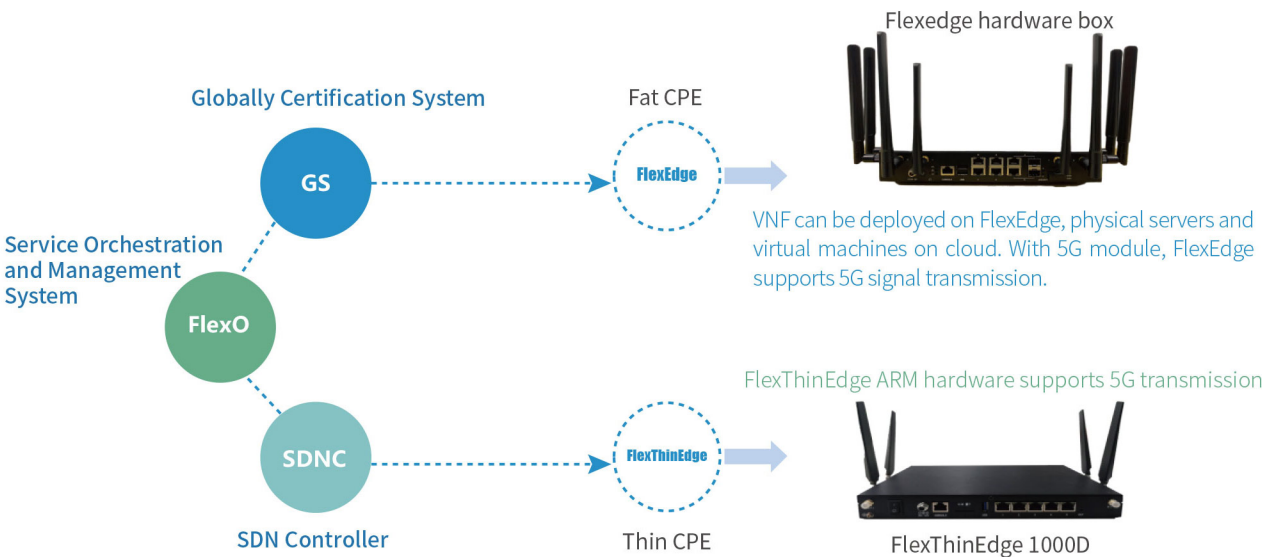 Flexedge hardware box
Globally Certification System
Fat CPE
GS
FlexEdge
VNF can be deployed on FlexEdge, physical servers and
virtual machines on cloud. With 5G module, FlexEdge
supports 5G signal transmission.
Service Orchestration
and Management
System
FlexO
FlexThinEdge ARM hardware supports 5G transmission
SDNC
FlexThinEdge
SDN Controller
Thin CPE
FlexThinEdge 1000D